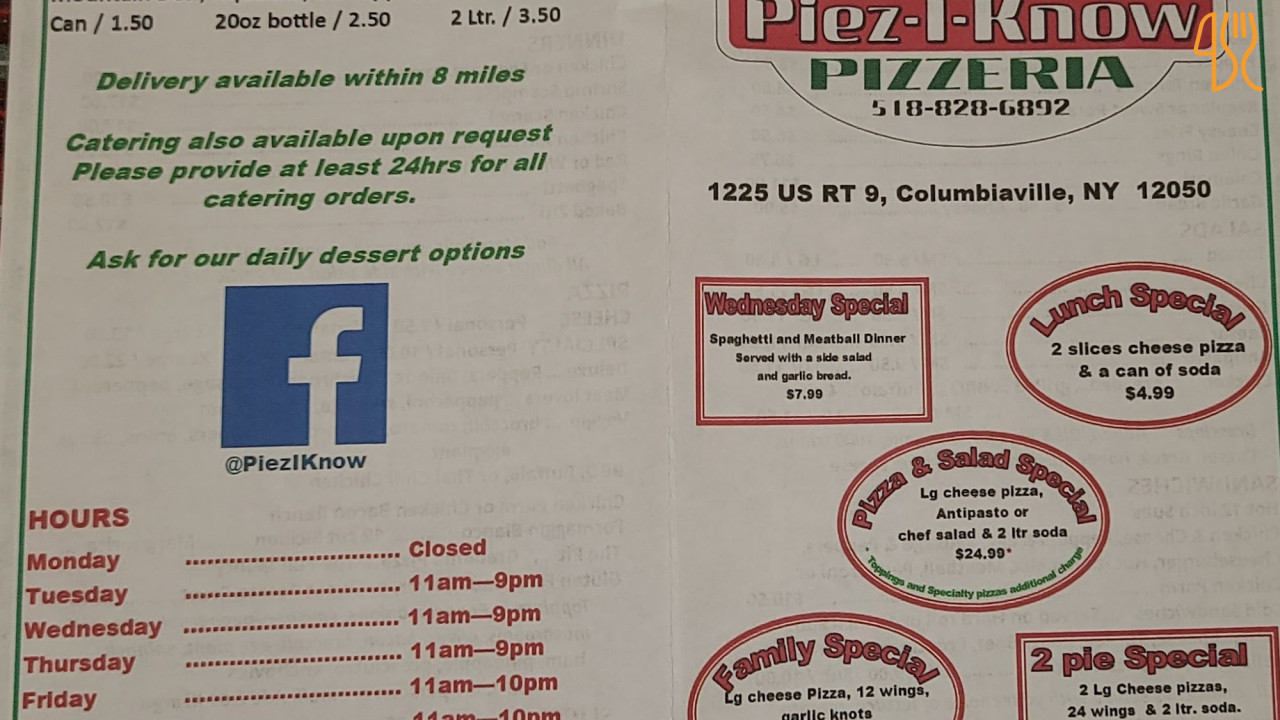 Can / 1.50 20oz bottle / 2.50 2 Ltr. / 3.50
Delivery available within 8 miles
Catering also available upon request
Please provide at least 24hrs for all
catering orders.
Ask for our daily dessert options
@PiezIKnow
HOURS
Monday .............................. Closed
Tuesday .............................. 11am—9pm
Wednesday .............................. 11am—9pm
Thursday .............................. 11am—9pm
Friday .............................. 11am—10pm
11am—10pm
Piez-I-Know
PIZZERIA
518-828-6892
1225 US RT 9, Columbiaville, NY 12050
Wednesday Special
Spaghetti and Meatball Dinner
Served with a side salad
and garlic bread.
$7.99
Lunch Special
2 slices cheese pizza
& a can of soda
$4.99
Pizza & Salad Special
Lg cheese pizza,
Antipasto or
chef salad & 2 ltr soda
$24.99*
Toppings and Specialty pizzas additional charge
Family Special
Lg cheese Pizza, 12 wings,
garlic knots
2 pie Special
2 Lg Cheese pizzas,
24 wings & 2 ltr. soda.